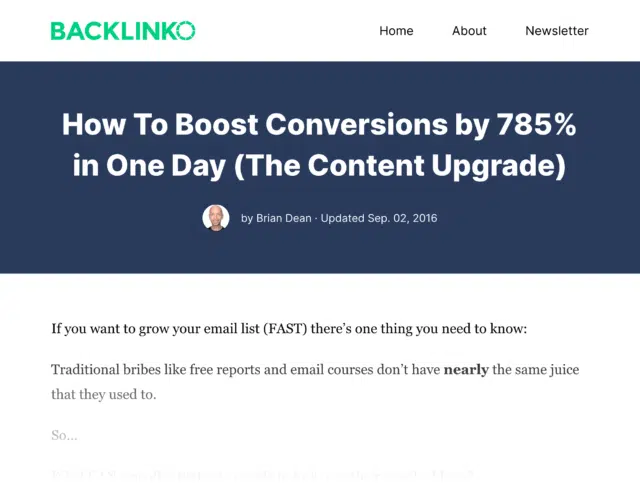 BACKLINKO
Home About Newsletter
How To Boost Conversions by 785%
in One Day (The Content Upgrade)
by Brian Dean · Updated Sep. 02, 2016
If you want to grow your email list (FAST) there’s one thing you need to know:
Traditional bribes like free reports and email courses don’t have nearly the same juice
that they used to.
So…